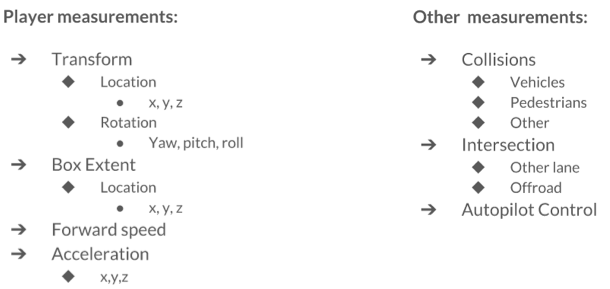 Player measurements:
Transform
Location
x, y, z
Rotation
Yaw, pitch, roll
Box Extent
Location
x, y, z
Forward speed
Acceleration
x,y,z
Other measurements:
Collisions
Vehicles
Pedestrians
Other
Intersection
Other lane
Offroad
Autopilot Control